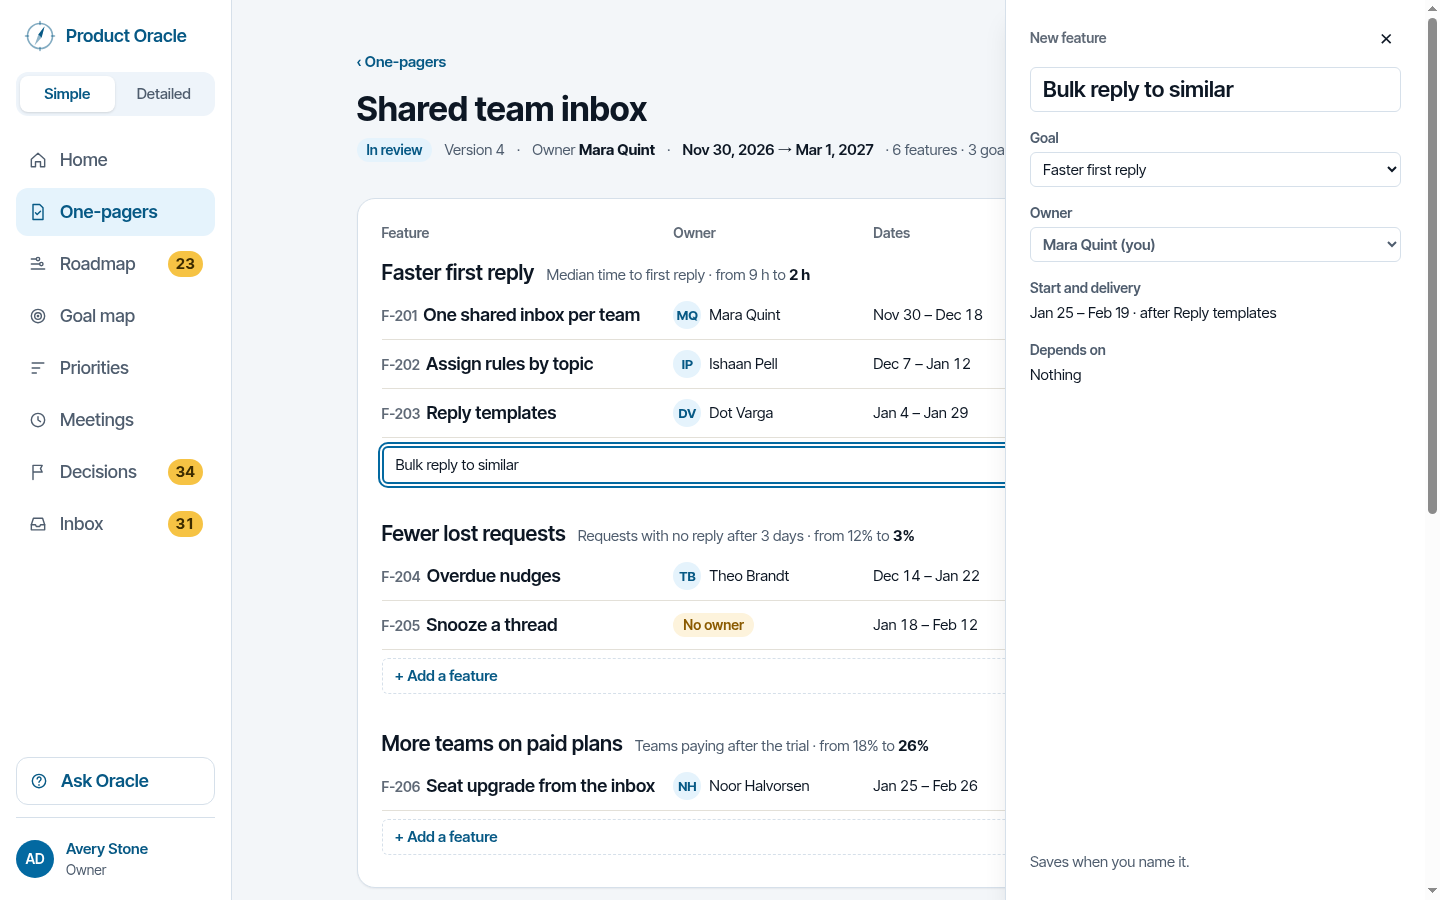 Product Oracle
Simple
Detailed
Home
One-pagers
Roadmap 23
Goal map
Priorities
Meetings
Decisions 34
Inbox 31
Ask Oracle
AD
Avery Stone
Owner
‹ One-pagers
Shared team inbox
In review Version 4 · Owner Mara Quint · Nov 30, 2026 → Mar 1, 2027 · 6 features · 3 goa
Feature Owner Dates
Faster first reply Median time to first reply · from 9 h to 2 h
F-201 One shared inbox per team MQ Mara Quint Nov 30 – Dec 18
F-202 Assign rules by topic IP Ishaan Pell Dec 7 – Jan 12
F-203 Reply templates DV Dot Varga Jan 4 – Jan 29
Bulk reply to similar
Fewer lost requests Requests with no reply after 3 days · from 12% to 3%
F-204 Overdue nudges TB Theo Brandt Dec 14 – Jan 22
F-205 Snooze a thread No owner Jan 18 – Feb 12
+ Add a feature
More teams on paid plans Teams paying after the trial · from 18% to 26%
F-206 Seat upgrade from the inbox NH Noor Halvorsen Jan 25 – Feb 26
+ Add a feature
New feature
Bulk reply to similar
Goal
Faster first reply
Owner
Mara Quint (you)
Start and delivery
Jan 25 – Feb 19 · after Reply templates
Depends on
Nothing
Saves when you name it.